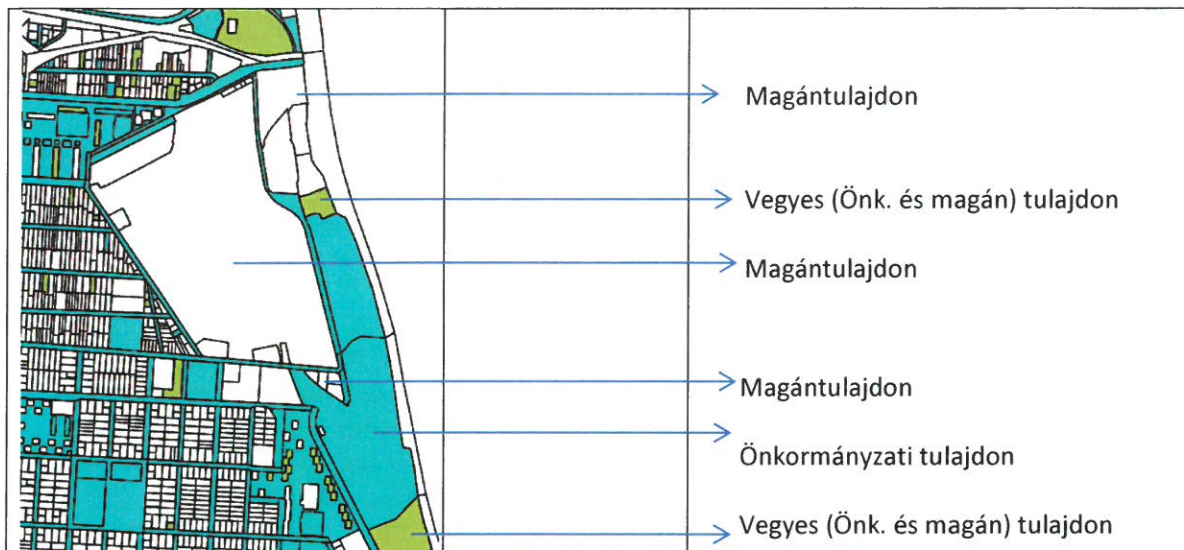 Magántulajdon
Vegyes (Önk. és magán) tulajdon
Magántulajdon
Magántulajdon
Önkormányzati tulajdon
Vegyes (Önk. és magán) tulajdon